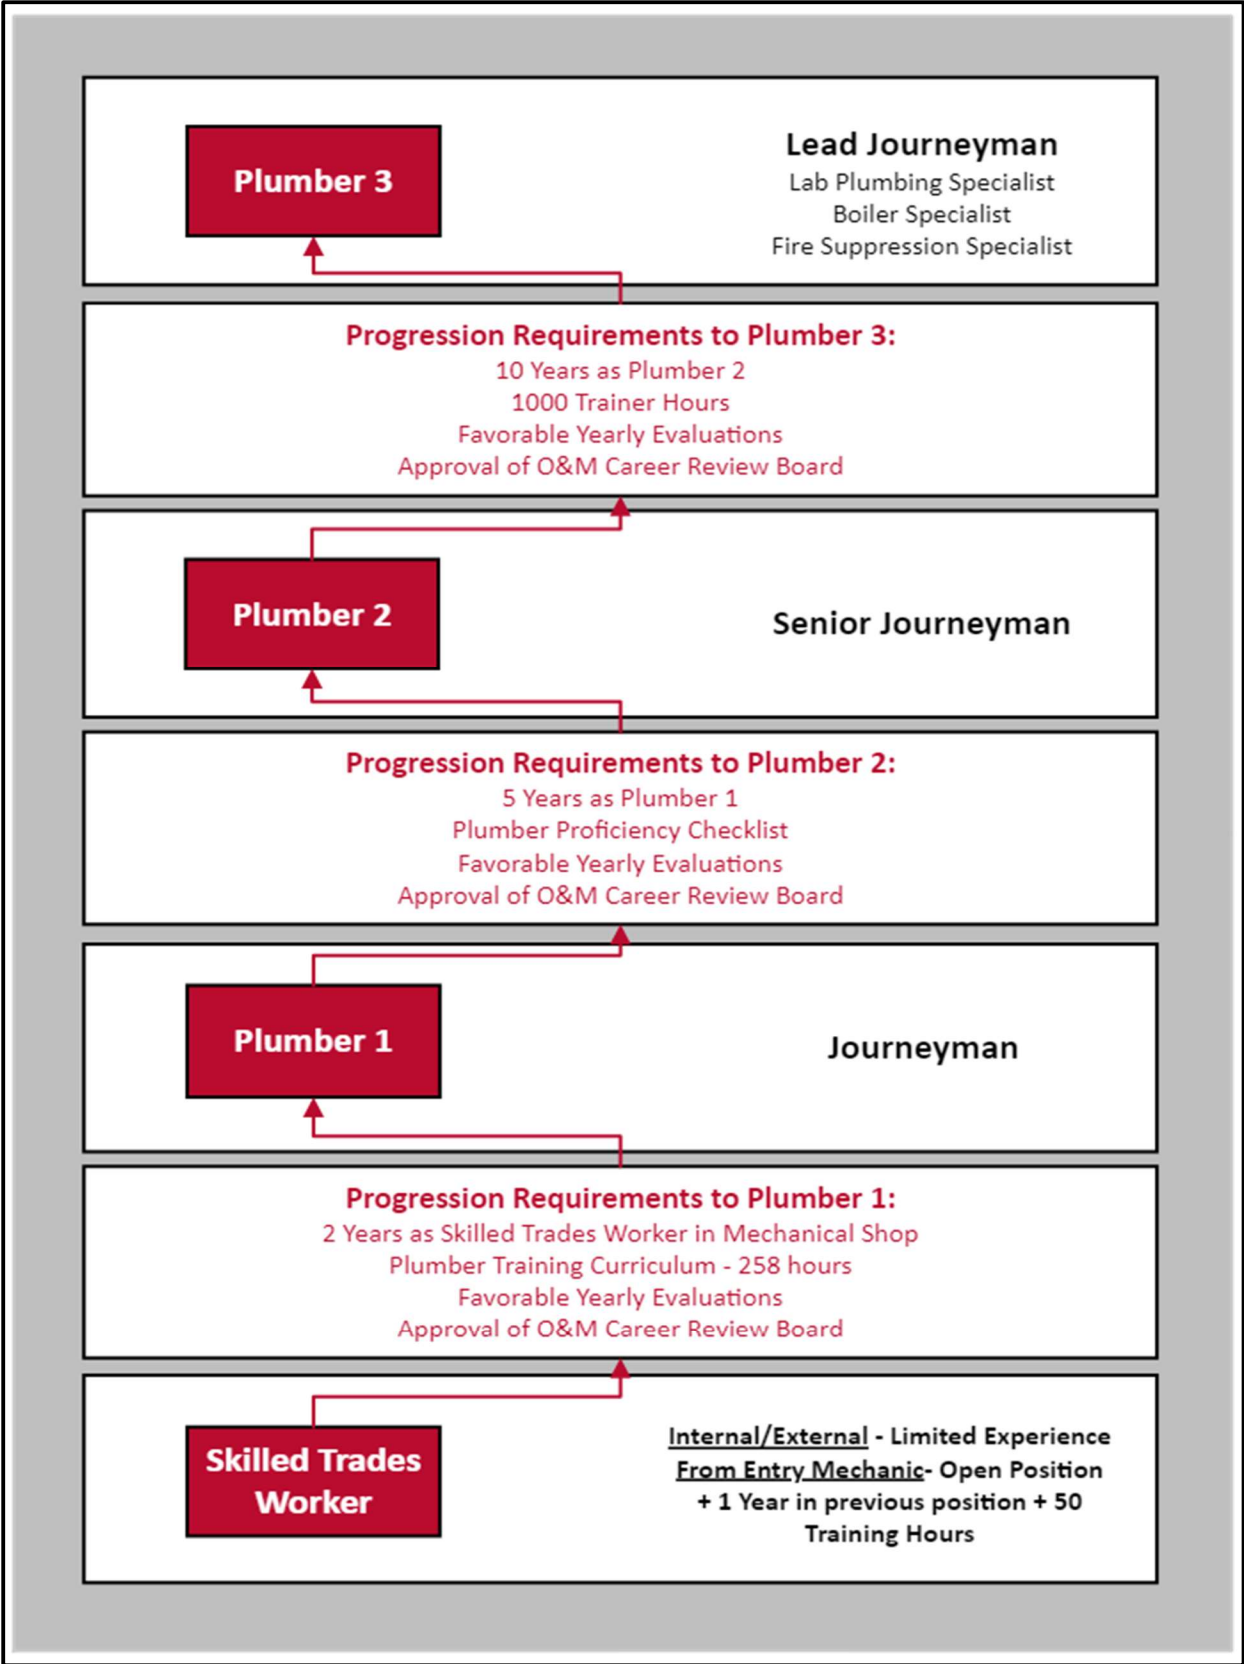 Plumber 3
Lead Journeyman
Lab Plumbing Specialist
Boiler Specialist
Fire Suppression Specialist
Progression Requirements to Plumber 3:
10 Years as Plumber 2
1000 Trainer Hours
Favorable Yearly Evaluations
Approval of O&M Career Review Board
Plumber 2
Senior Journeyman
Progression Requirements to Plumber 2:
5 Years as Plumber 1
Plumber Proficiency Checklist
Favorable Yearly Evaluations
Approval of O&M Career Review Board
Plumber 1
Journeyman
Progression Requirements to Plumber 1:
2 Years as Skilled Trades Worker in Mechanical Shop
Plumber Training Curriculum - 258 hours
Favorable Yearly Evaluations
Approval of O&M Career Review Board
Skilled Trades
Worker
Internal/External - Limited Experience
From Entry Mechanic- Open Position
+ 1 Year in previous position + 50
Training Hours